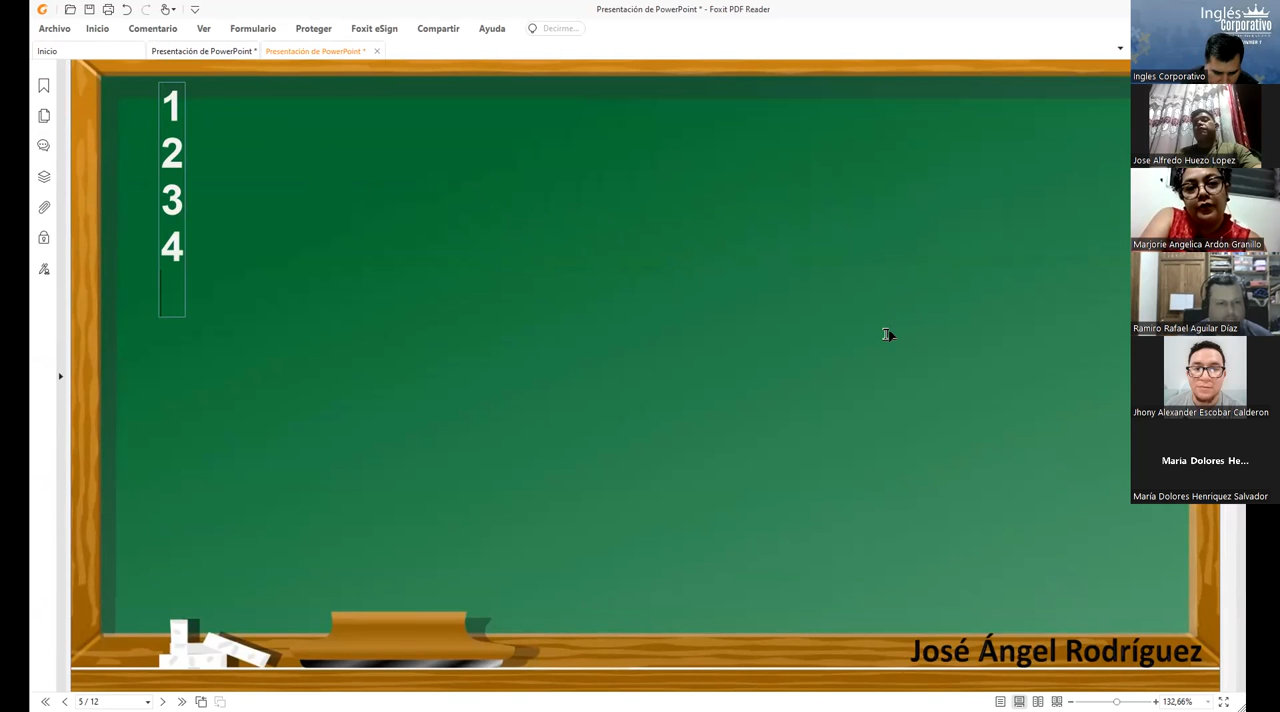 Presentación de PowerPoint * - Foxit PDF Reader
Archivo Inicio Comentario Ver Formulario Proteger Foxit eSign Compartir Ayuda Decirme...
Inicio Presentación de PowerPoint * Presentación de PowerPoint *
1
2
3
4
José Ángel Rodríguez
5 / 12
132,66%
Inglés
Corporativo
Ingles Corporativo
Jose Alfredo Huezo Lopez
Marjorie Angelica Ardon Granillo
Ramiro Rafael Aguilar Díaz
Jhony Alexander Escobar Calderon
María Dolores He...
María Dolores Henriquez Salvador